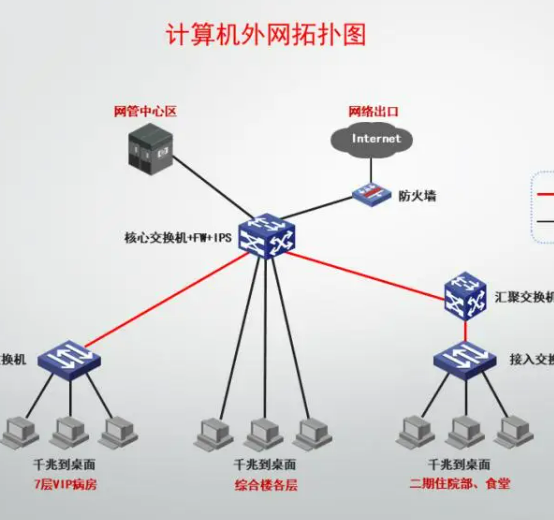 计算机外网拓扑图
网管中心区
网络出口
Internet
防火墙
核心交换机+FW+IPS
汇聚交换机
换机
接入交换
千兆到桌面
千兆到桌面
千兆到桌面
7层VIP病房
综合楼各层
二期住院部、食堂